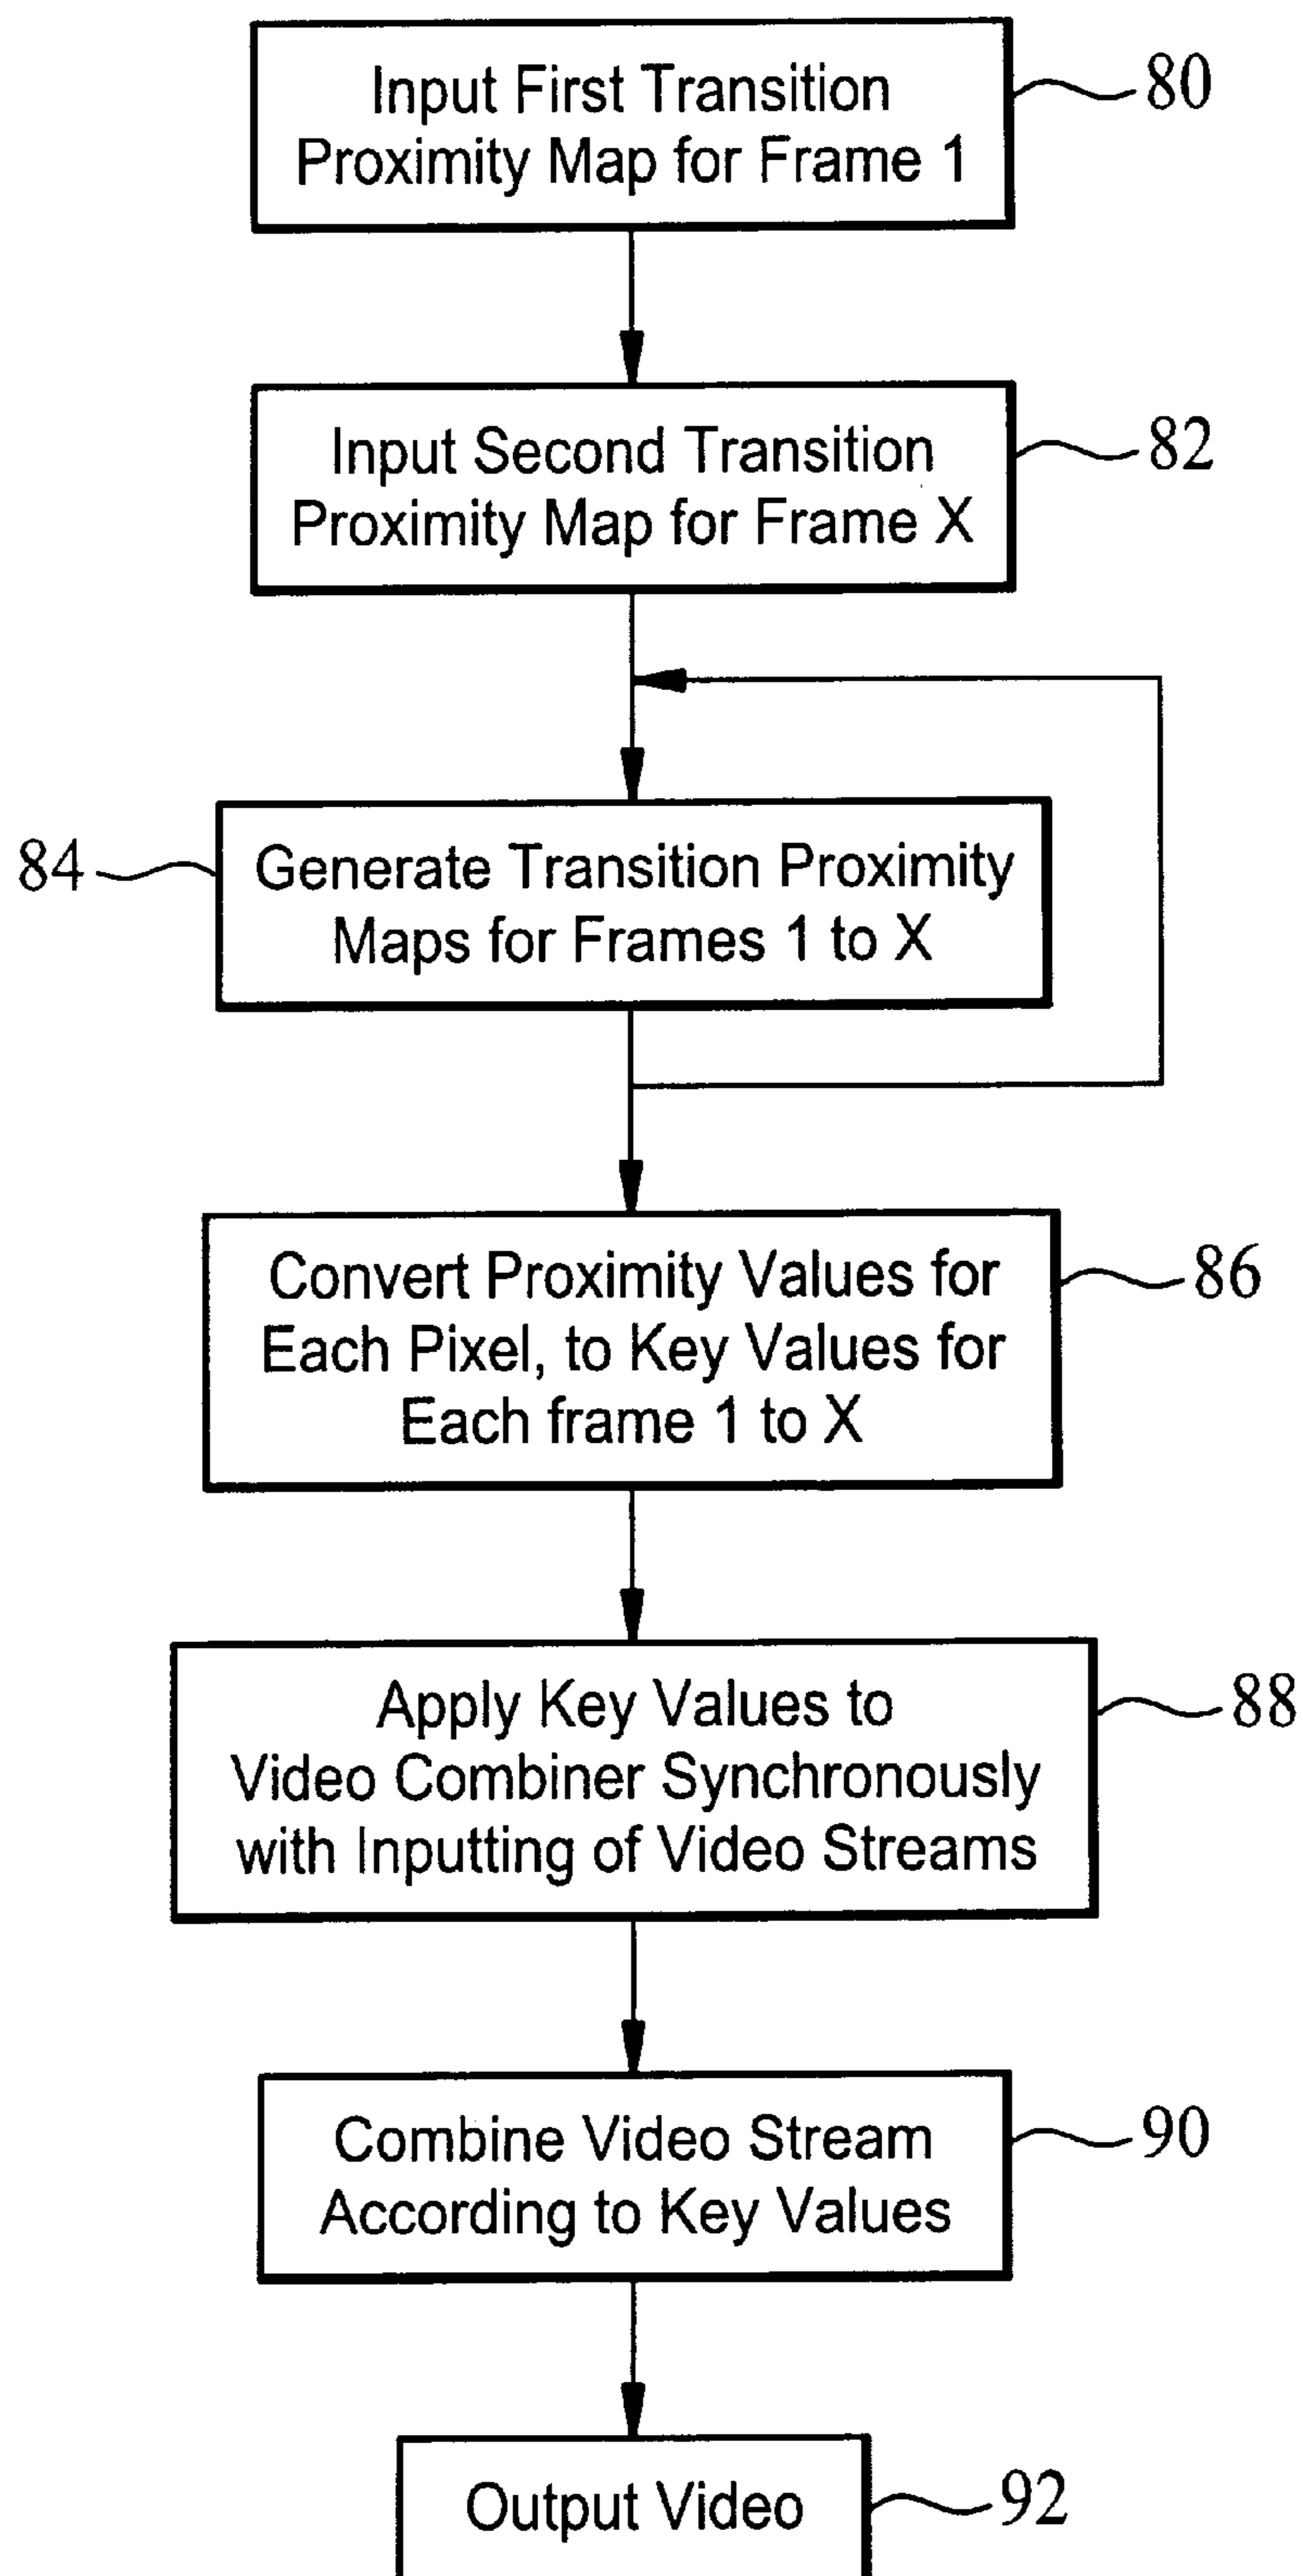 Input First Transition
Proximity Map for Frame 1
80
Input Second Transition
Proximity Map for Frame X
82
84
Generate Transition Proximity
Maps for Frames 1 to X
Convert Proximity Values for
Each Pixel, to Key Values for
Each frame 1 to X
86
Apply Key Values to
Video Combiner Synchronously
with Inputting of Video Streams
88
Combine Video Stream
According to Key Values
90
Output Video
92